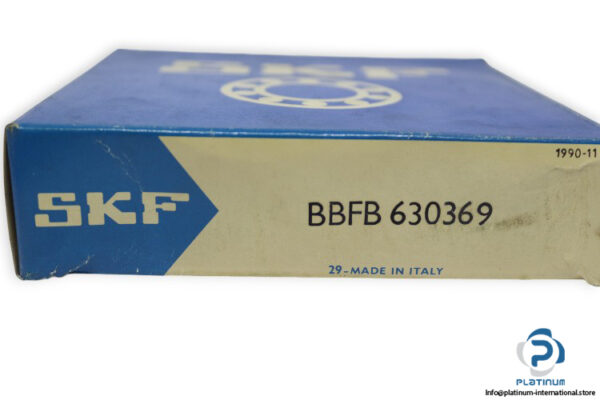 SKF
1990-11
SKF
BBFB 630369
29-MADE IN ITALY
PLATINUM
Info@platinum-international.store